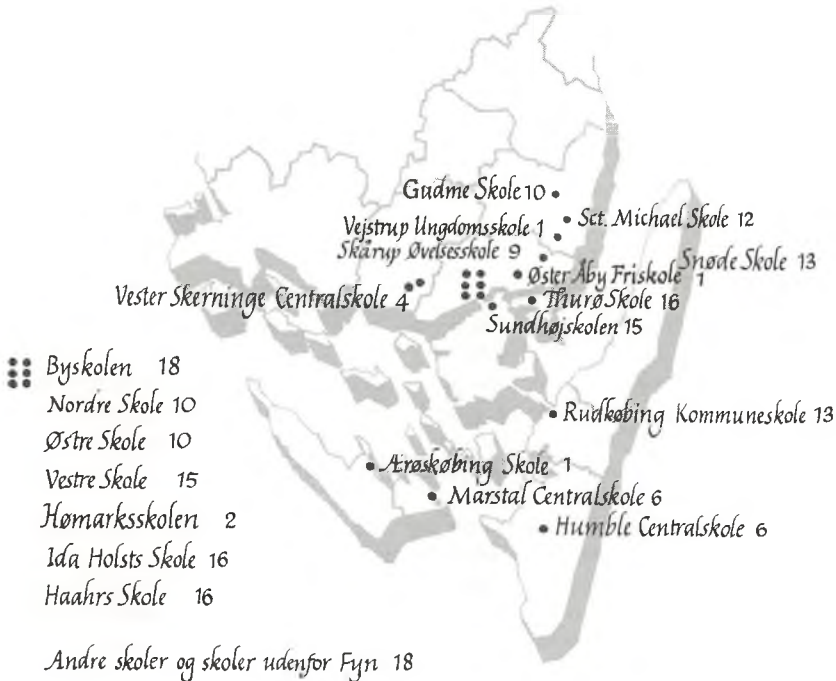 Gudme Skole 10
Sct. Michael Skole 12
Vejstrup Ungdomsskole 1
Skårup Øvelsesskole 9
Snøde Skole 13
Øster Åby Friskole 1
Vester Skerninge Centralskole 4
Thurø Skole 16
Sundhøjskolen 15
Byskolen 18
Nordre Skole 10
Østre Skole 10
Vestre Skole 15
Hømarksskolen 2
Ida Holsts Skole 16
Haahrs Skole 16
Rudkøbing Kommuneskole 13
Ærøskøbing Skole 1
Marstal Centralskole 6
Humble Centralskole 6
Andre skoler og skoler udenfor Fyn 18